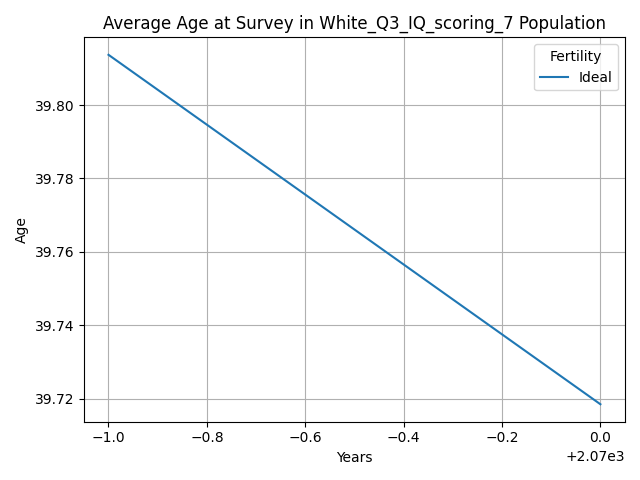 Average Age at Survey in White_Q3_IQ_scoring_7 Population
Fertility
Ideal
39.80
39.78
39.76
39.74
39.72
Age
−1.0 −0.8 −0.6 −0.4 −0.2 0.0
+2.07e3
Years